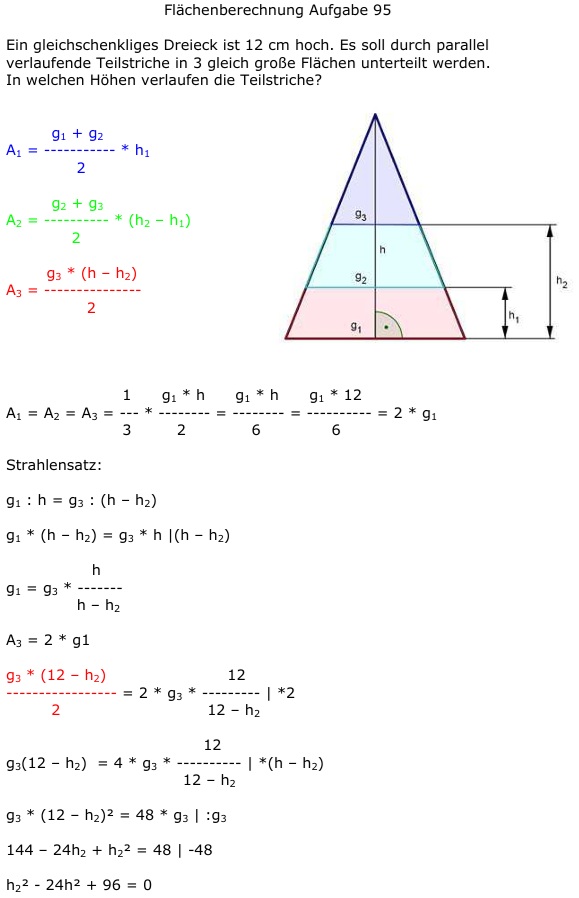 Flächenberechnung Aufgabe 95
Ein gleichschenkliges Dreieck ist 12 cm hoch. Es soll durch parallel
verlaufende Teilstriche in 3 gleich große Flächen unterteilt werden.
In welchen Höhen verlaufen die Teilstriche?
g₁ + g₂
A₁ = ----------- * h₁
2
g₂ + g₃
A₂ = ---------- * (h₂ – h₁)
2
g₃ * (h – h₂)
A₃ = ---------------
2
g₃
h
g₂
h₂
h₁
g₁
1 g₁ * h g₁ * h g₁ * 12
A₁ = A₂ = A₃ = --- * -------- = -------- = ---------- = 2 * g₁
3 2 6 6
Strahlensatz:
g₁ : h = g₃ : (h – h₂)
g₁ * (h – h₂) = g₃ * h |(h – h₂)
h
g₁ = g₃ * -------
h – h₂
A₃ = 2 * g1
g₃ * (12 – h₂) 12
----------------- = 2 * g₃ * --------- | *2
2 12 – h₂
12
g₃(12 – h₂) = 4 * g₃ * ---------- | *(h – h₂)
12 – h₂
g₃ * (12 – h₂)² = 48 * g₃ | :g₃
144 – 24h₂ + h₂² = 48 | -48
h₂² - 24h² + 96 = 0